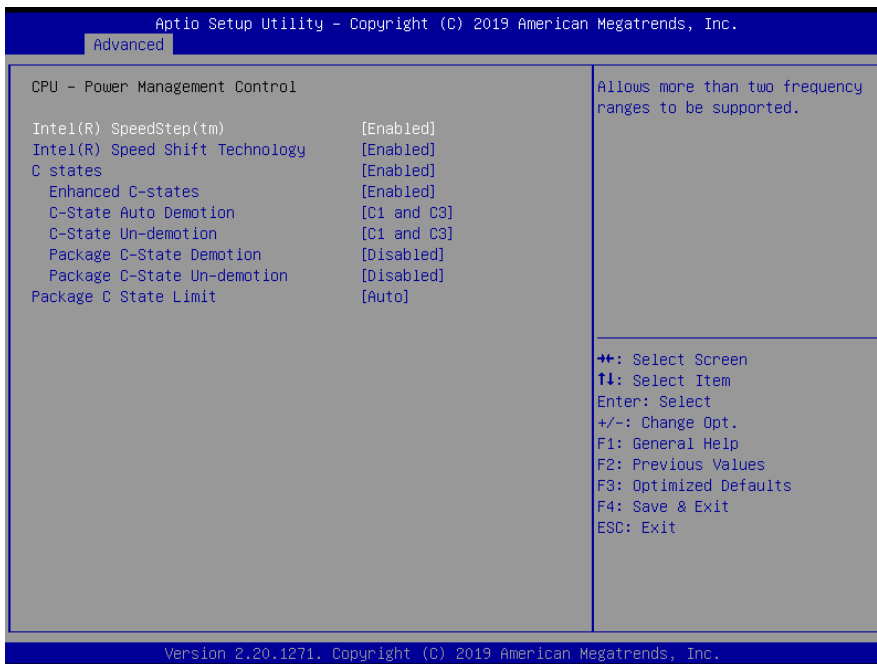 Aptio Setup Utility – Copyright (C) 2019 American Megatrends, Inc.
Advanced
CPU – Power Management Control
Intel(R) SpeedStep(tm) [Enabled]
Intel(R) Speed Shift Technology [Enabled]
C states [Enabled]
Enhanced C-states [Enabled]
C-State Auto Demotion [C1 and C3]
C-State Un-demotion [C1 and C3]
Package C-State Demotion [Disabled]
Package C-State Un-demotion [Disabled]
Package C State Limit [Auto]
Allows more than two frequency
ranges to be supported.
→←: Select Screen
↑↓: Select Item
Enter: Select
+/-: Change Opt.
F1: General Help
F2: Previous Values
F3: Optimized Defaults
F4: Save & Exit
ESC: Exit
Version 2.20.1271. Copyright (C) 2019 American Megatrends, Inc.